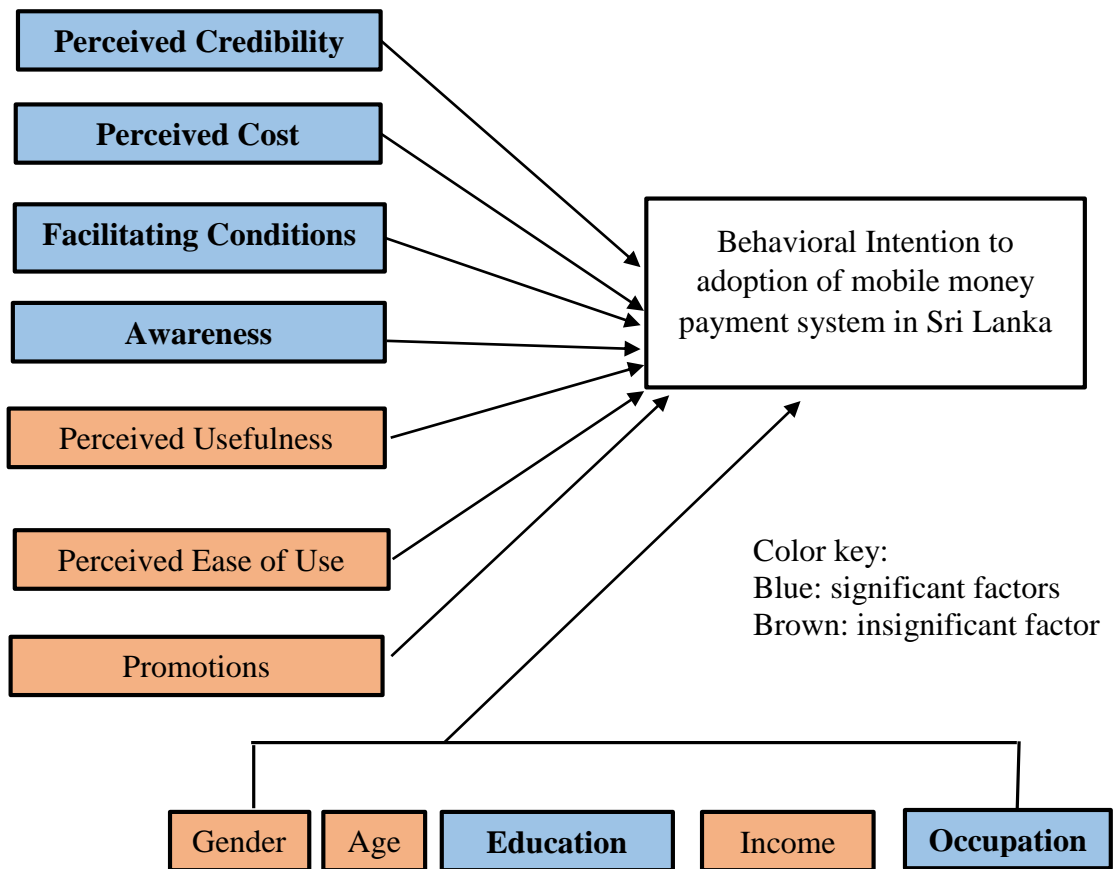 Perceived Credibility
Perceived Cost
Facilitating Conditions
Awareness
Perceived Usefulness
Perceived Ease of Use
Promotions
Behavioral Intention to
adoption of mobile money
payment system in Sri Lanka
Color key:
Blue: significant factors
Brown: insignificant factor
Gender
Age
Education
Income
Occupation